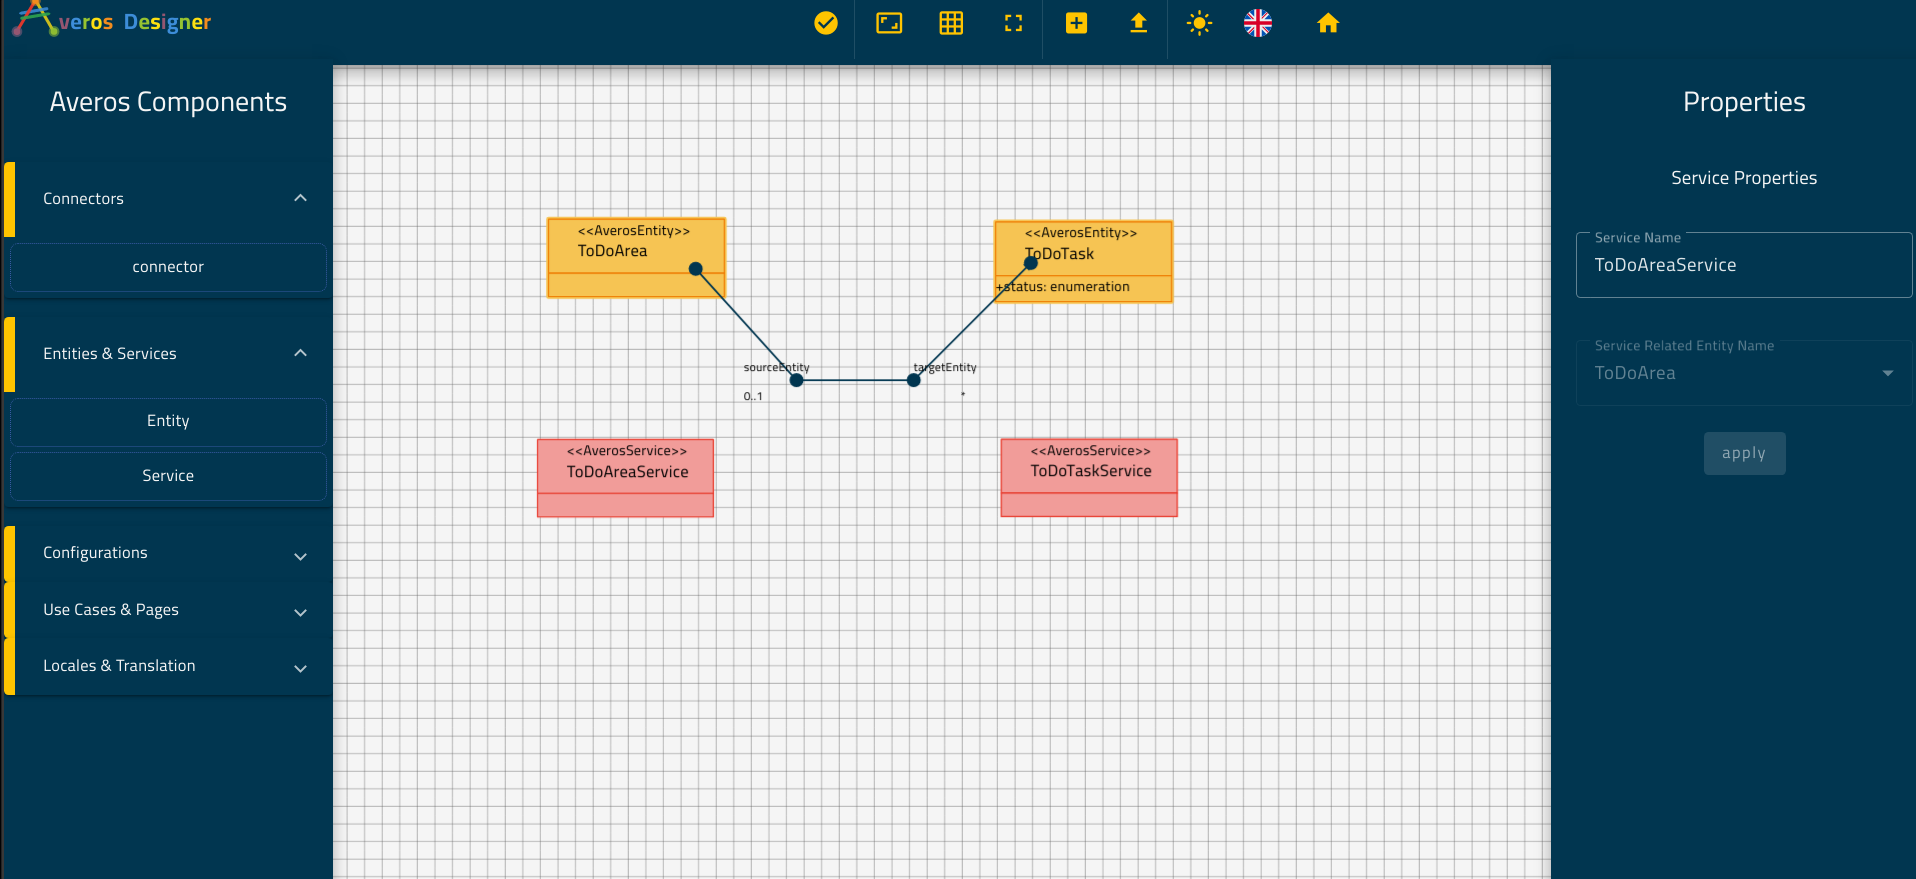 Averos Designer
Averos Components
Connectors
connector
Entities & Services
Entity
Service
Configurations
Use Cases & Pages
Locales & Translation
<<AverosEntity>>
ToDoArea
<<AverosEntity>>
ToDoTask
+status: enumeration
sourceEntity
targetEntity
0..1
*
<<AverosService>>
ToDoAreaService
<<AverosService>>
ToDoTaskService
Properties
Service Properties
Service Name
ToDoAreaService
Service Related Entity Name
ToDoArea
apply